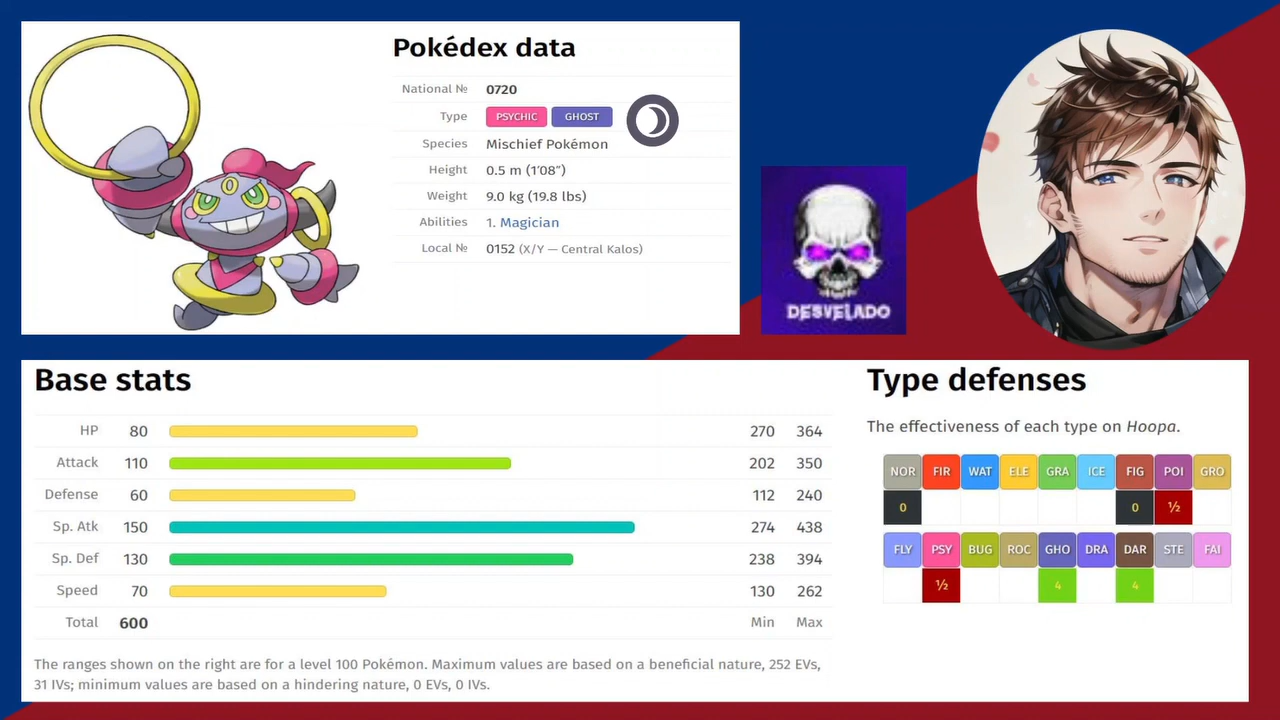 Pokédex data
National № 0720
Type PSYCHIC GHOST
Species Mischief Pokémon
Height 0.5 m (1′08″)
Weight 9.0 kg (19.8 lbs)
Abilities 1. Magician
Local № 0152 (X/Y — Central Kalos)
DESVELADO
Base stats
HP 80 270 364
Attack 110 202 350
Defense 60 112 240
Sp. Atk 150 274 438
Sp. Def 130 238 394
Speed 70 130 262
Total 600 Min Max
The ranges shown on the right are for a level 100 Pokémon. Maximum values are based on a beneficial nature, 252 EVs,
31 IVs; minimum values are based on a hindering nature, 0 EVs, 0 IVs.
Type defenses
The effectiveness of each type on Hoopa.
NOR FIR WAT ELE GRA ICE FIG POI GRO
0 0 ½
FLY PSY BUG ROC GHO DRA DAR STE FAI
½ 4 4